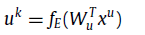 u^k = f_E(W_u^T x^u)